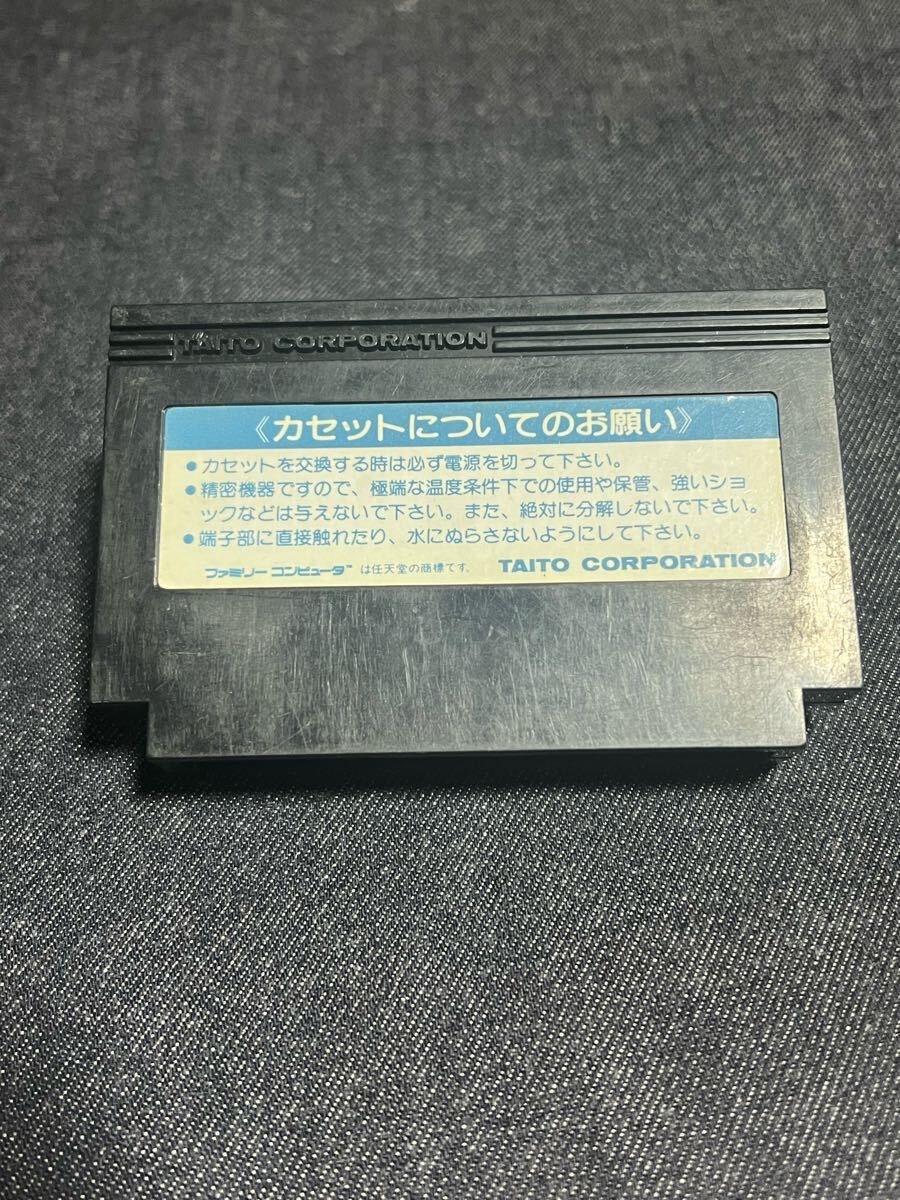 TAITO CORPORATION
《カセットについてのお願い》
●カセットを交換する時は必ず電源を切って下さい。
●精密機器ですので、極端な温度条件下での使用や保管、強いショ
ックなどは与えないで下さい。また、絶対に分解しないで下さい。
●端子部に直接触れたり、水にぬらさないようにして下さい。
ファミリーコンピュータ™ は任天堂の商標です。 TAITO CORPORATION